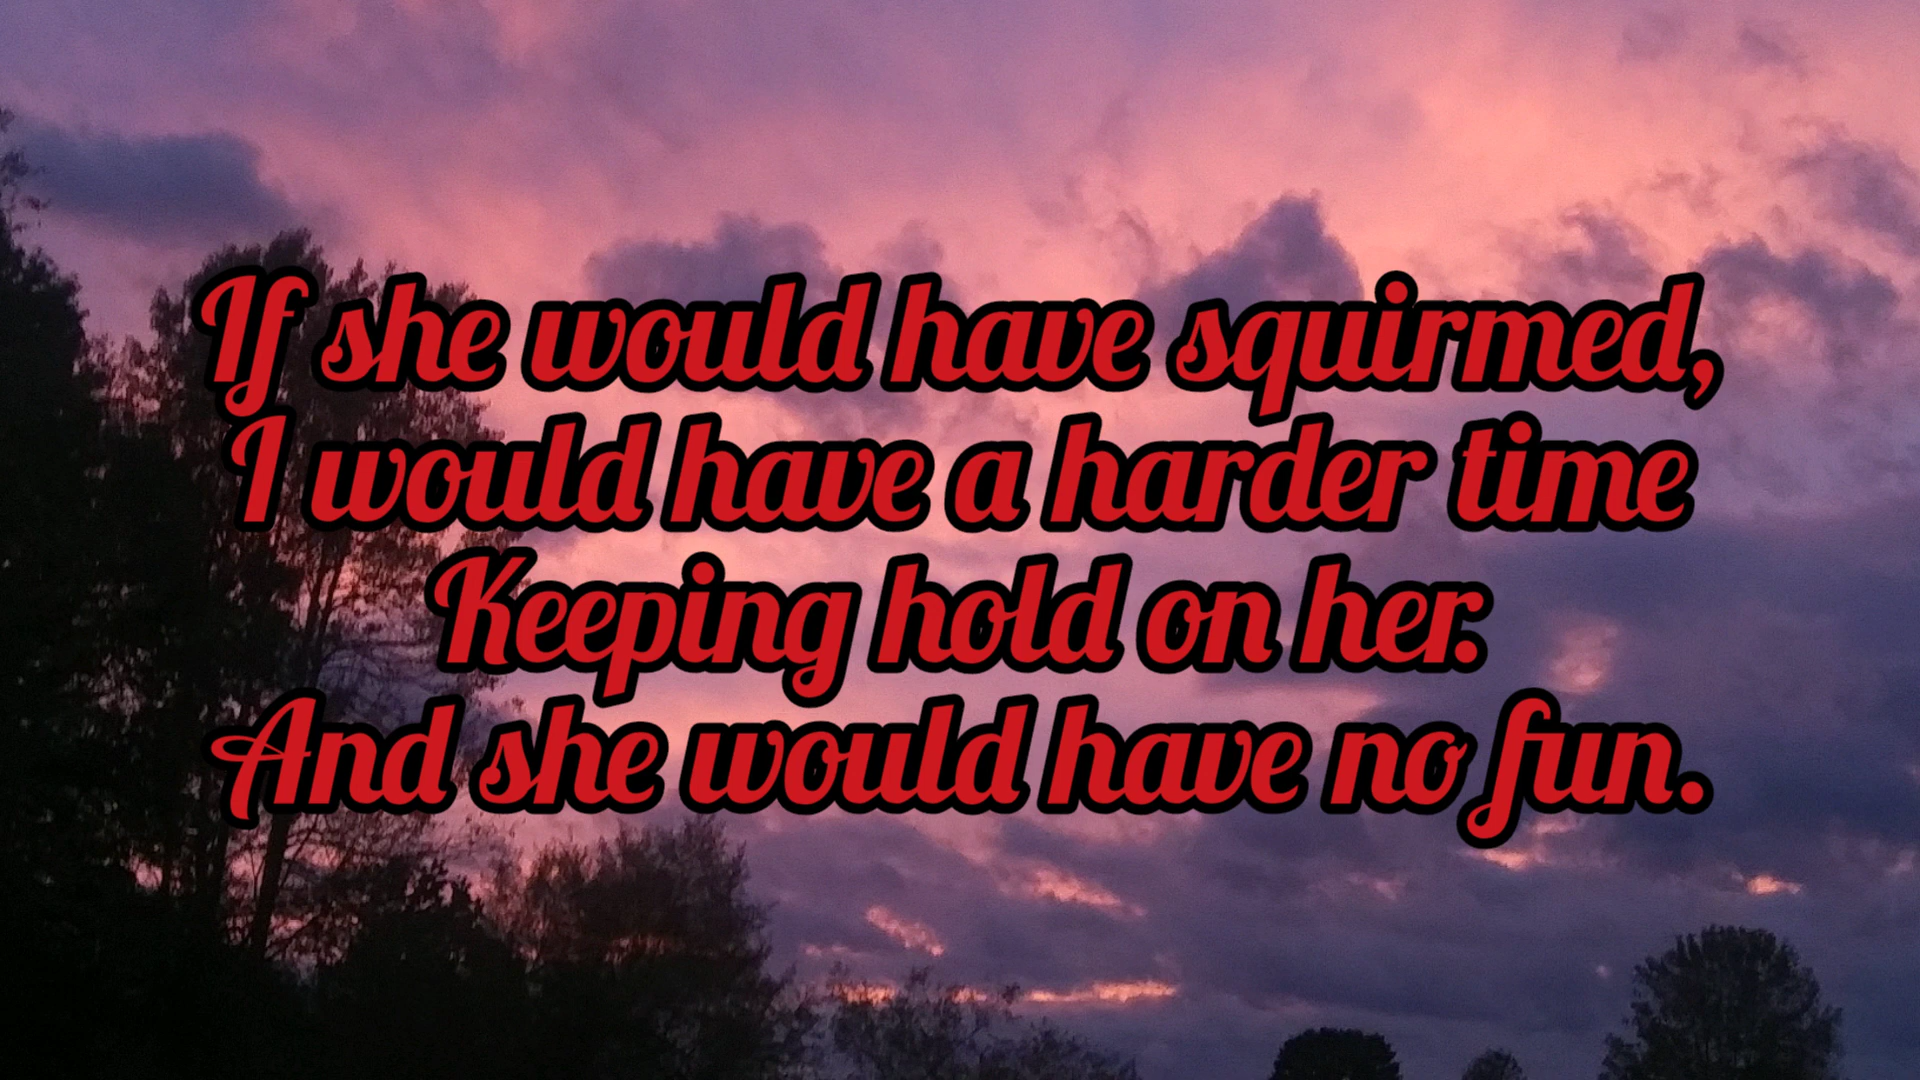 If she would have squirmed,
I would have a harder time
Keeping hold on her.
And she would have no fun.